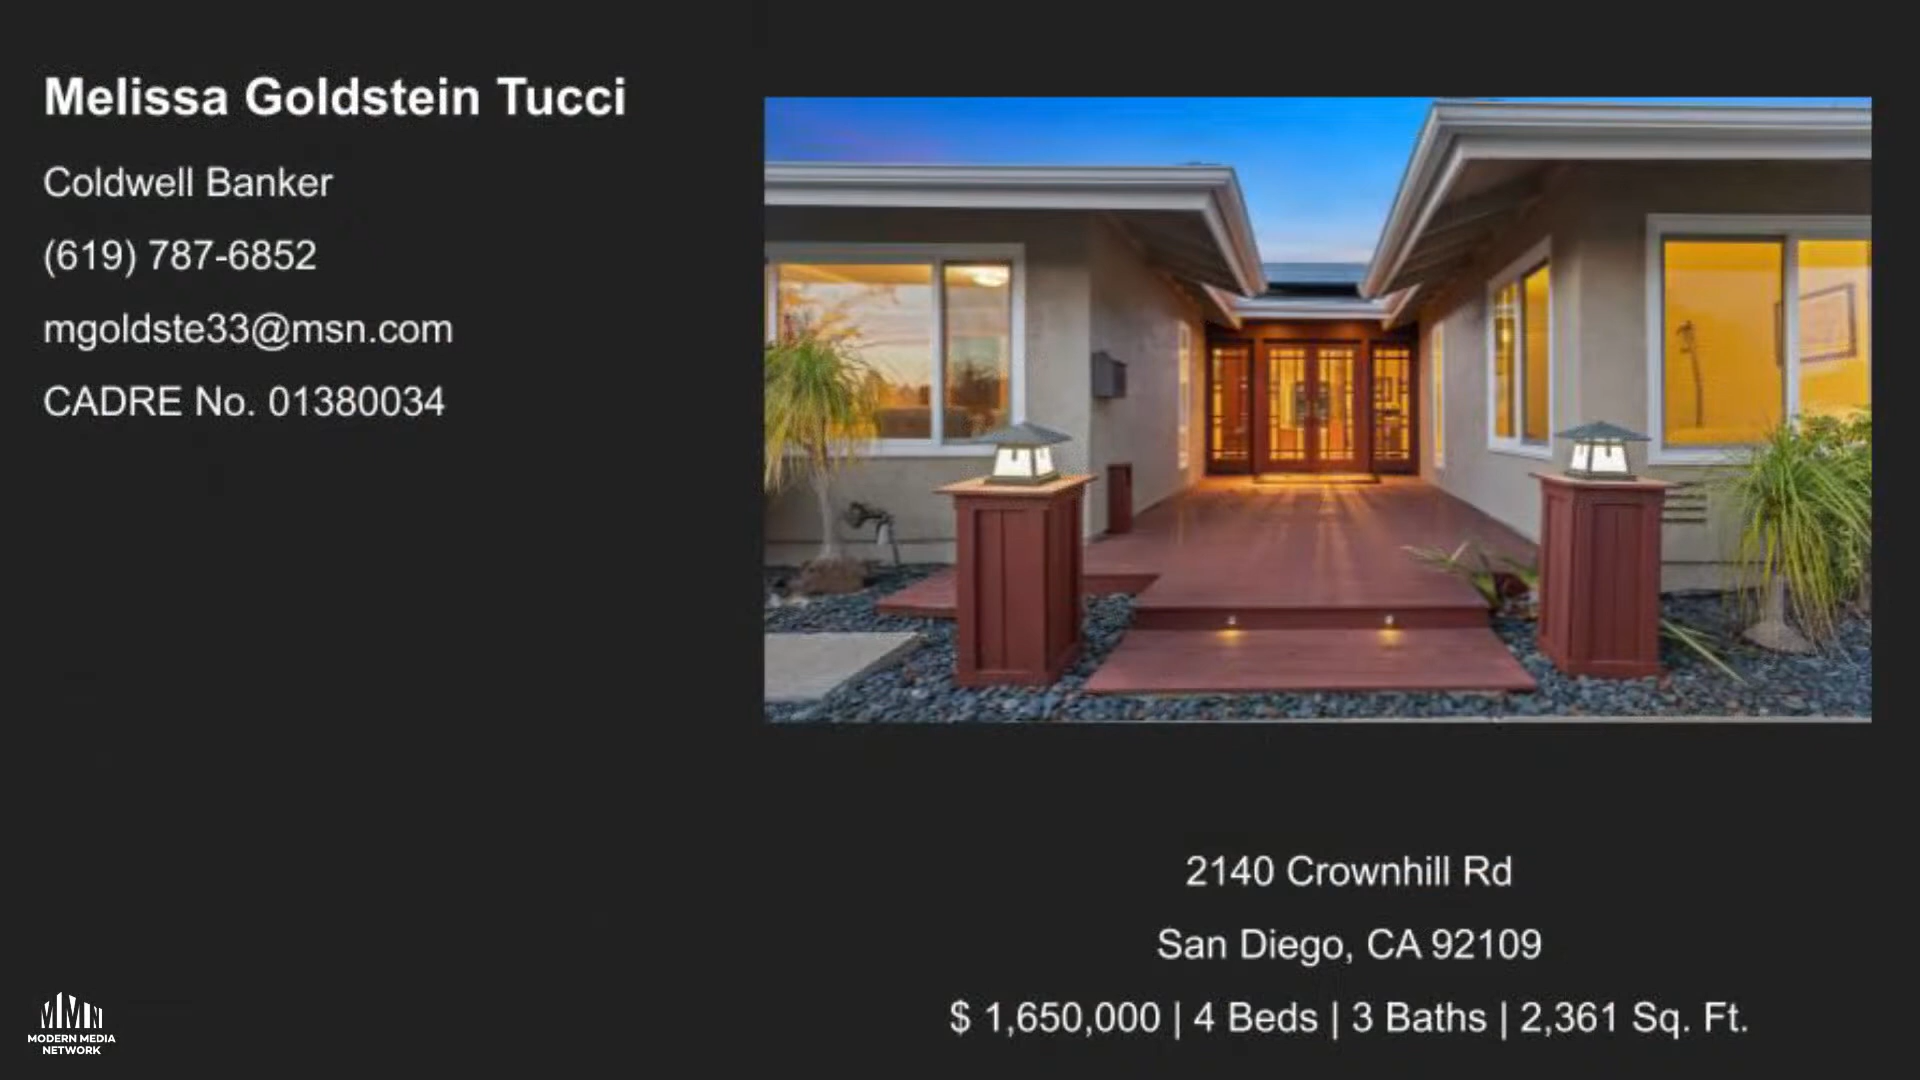 Melissa Goldstein Tucci
Coldwell Banker
(619) 787-6852
mgoldste33@msn.com
CADRE No. 01380034
2140 Crownhill Rd
San Diego, CA 92109
$ 1,650,000 | 4 Beds | 3 Baths | 2,361 Sq. Ft.
MMN
MODERN MEDIA
NETWORK